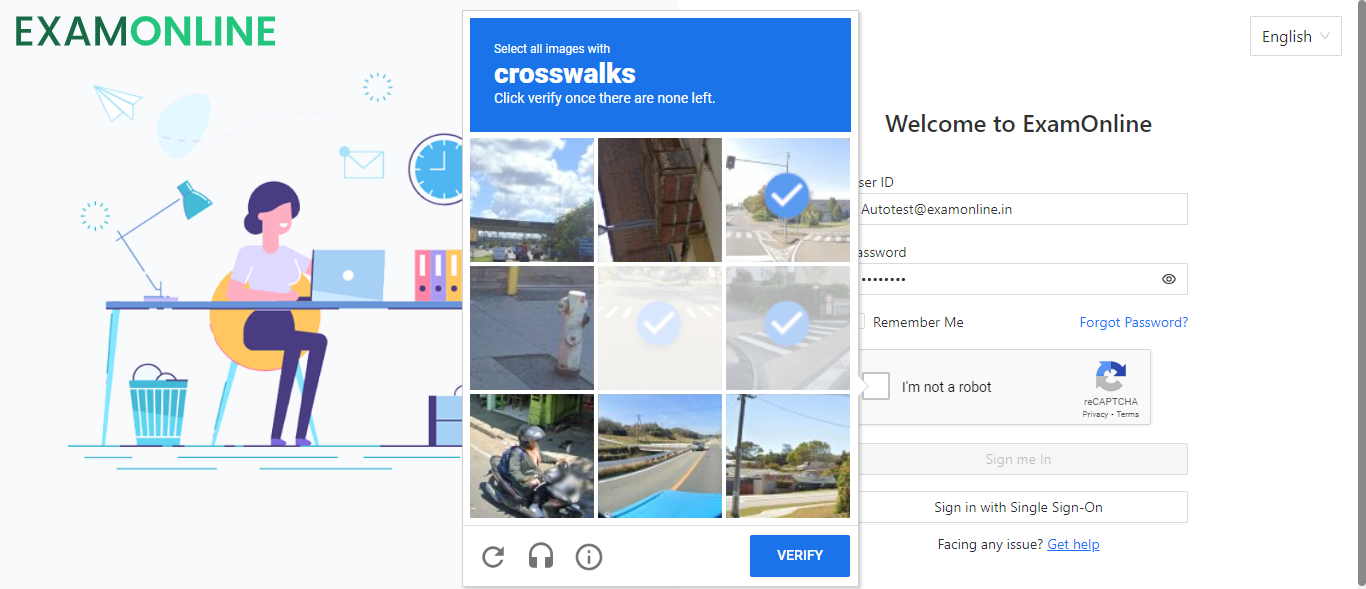 EXAMONLINE
Select all images with
crosswalks
Click verify once there are none left.
VERIFY
English
Welcome to ExamOnline
ser ID
Autotest@examonline.in
assword
••••••••
Remember Me
Forgot Password?
I'm not a robot
reCAPTCHA
Privacy - Terms
Sign me In
Sign in with Single Sign-On
Facing any issue? Get help